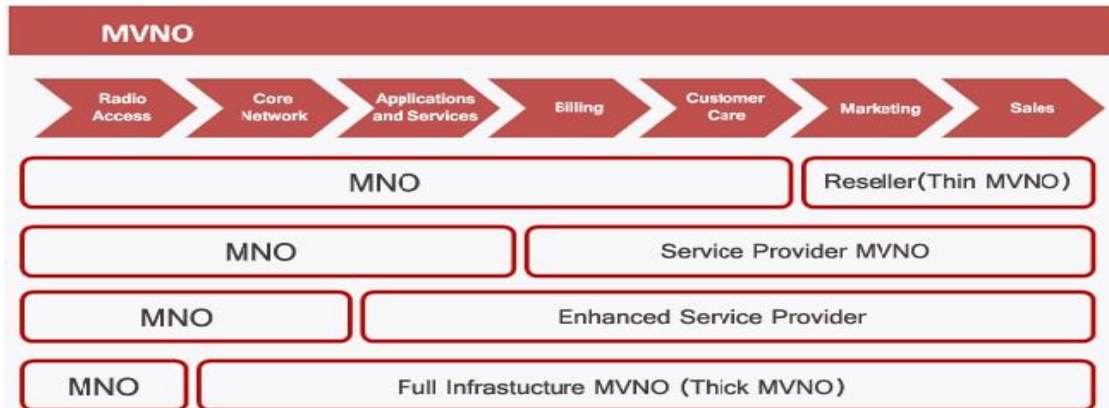 MVNO
Radio
Access
Core
Network
Applications
and Services
Billing
Customer
Care
Marketing
Sales
MNO
Reseller(Thin MVNO)
MNO
Service Provider MVNO
MNO
Enhanced Service Provider
MNO
Full Infrastucture MVNO (Thick MVNO)